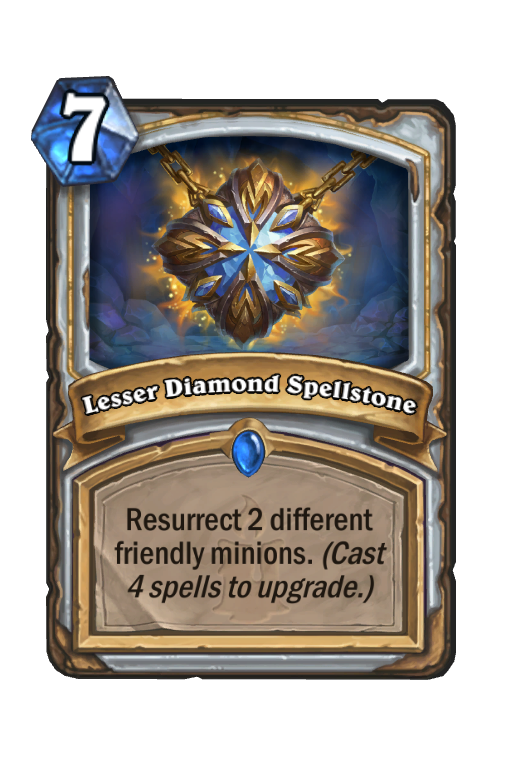 7
Lesser Diamond Spellstone
Resurrect 2 different
friendly minions. (Cast
4 spells to upgrade.)